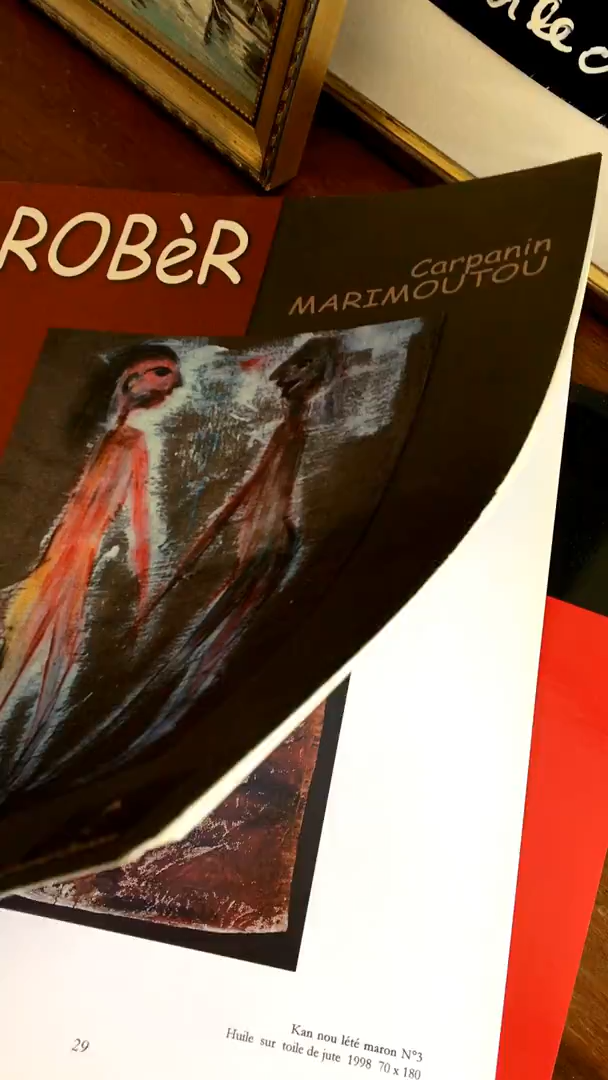 ROBèR
Carpanin
MARIMOUTOU
Kan nou lété maron N°3
Huile sur toile de jute 1998 70 x 180
29